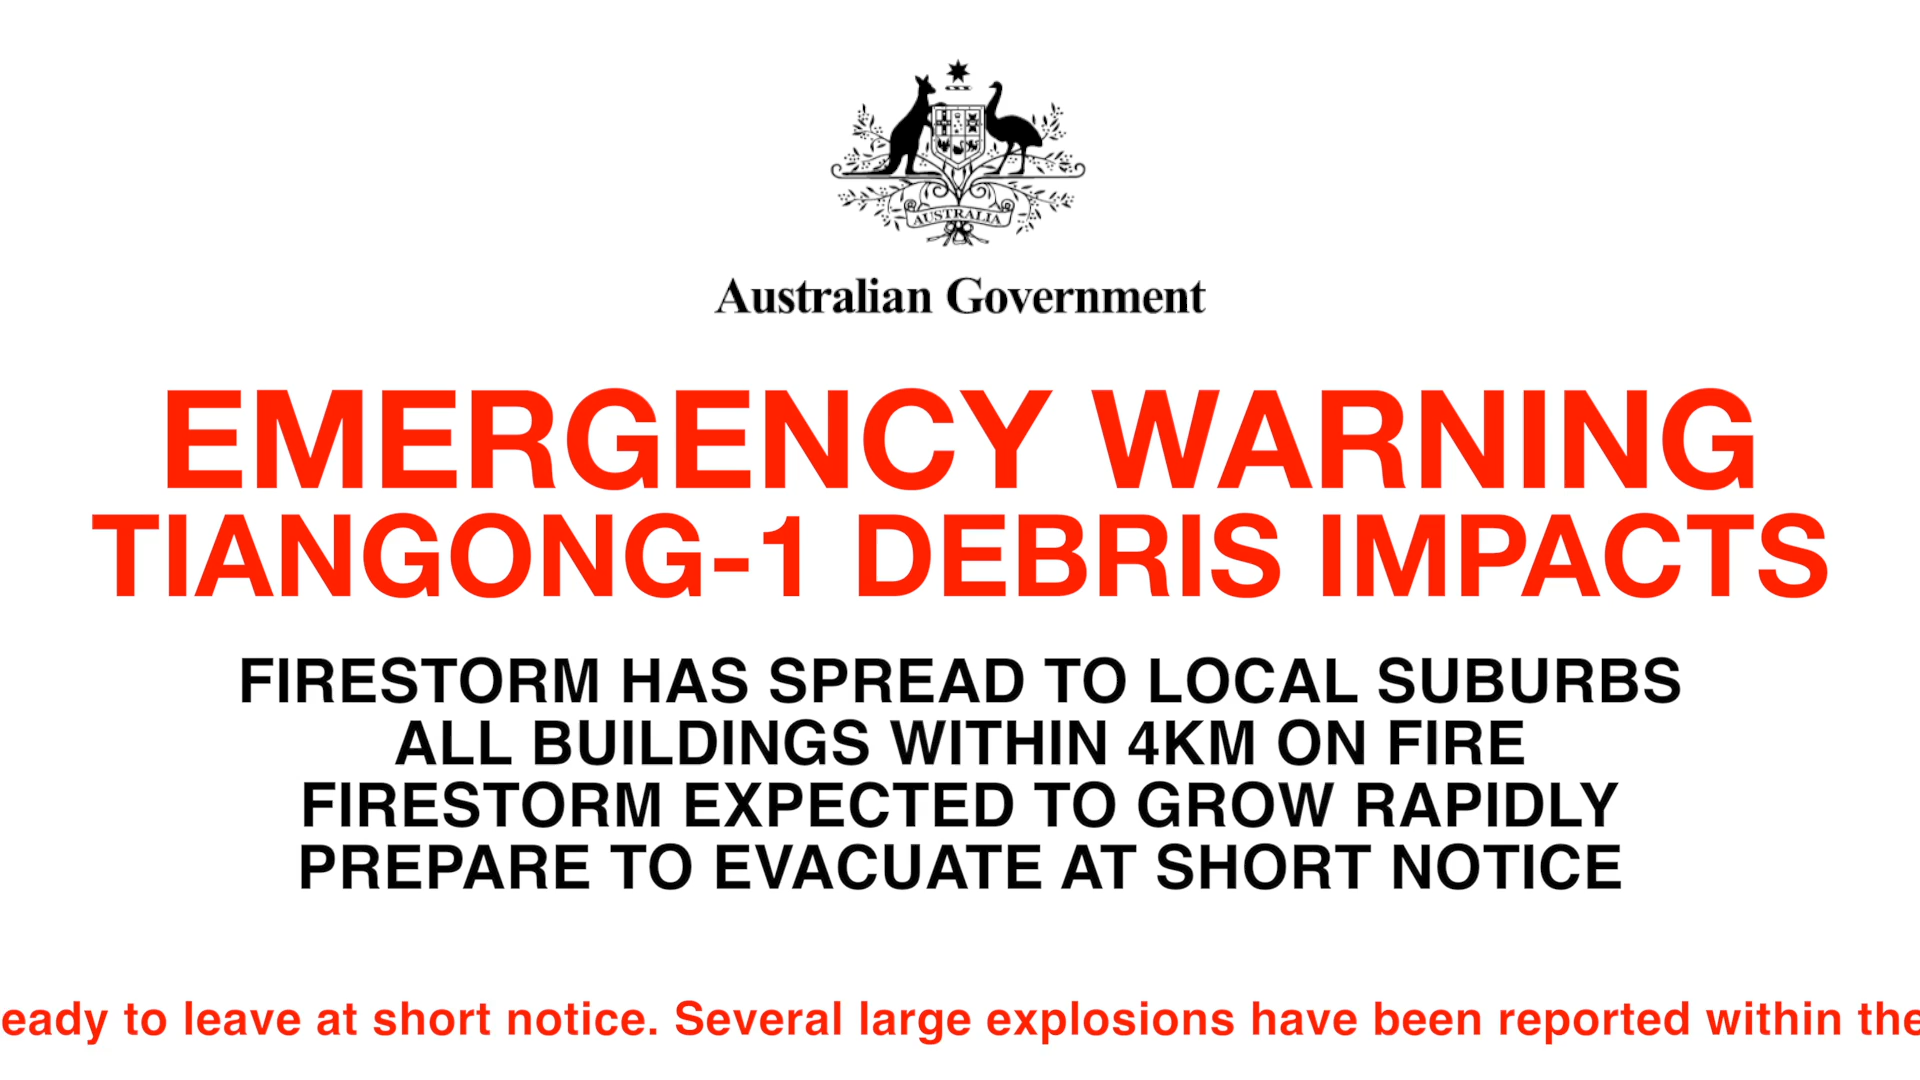 AUSTRALIA
Australian Government
EMERGENCY WARNING
TIANGONG-1 DEBRIS IMPACTS
FIRESTORM HAS SPREAD TO LOCAL SUBURBS
ALL BUILDINGS WITHIN 4KM ON FIRE
FIRESTORM EXPECTED TO GROW RAPIDLY
PREPARE TO EVACUATE AT SHORT NOTICE
eady to leave at short notice. Several large explosions have been reported within the